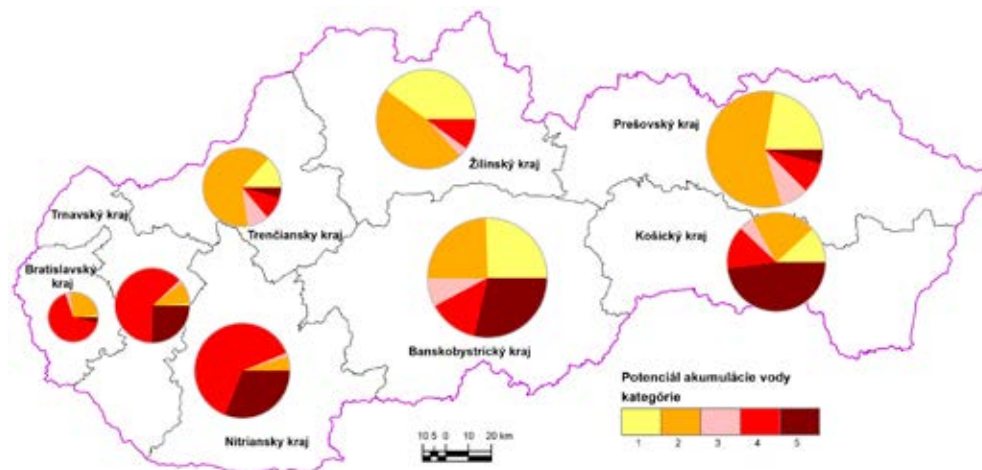 Prešovský kraj
Žilinský kraj
Trnavský kraj
Trenčiansky kraj
Košický kraj
Bratislavský
kraj
Banskobystrický kraj
Nitriansky kraj
Potenciál akumulácie vody
kategórie
1 2 3 4 5
10 5 0 10 20 km